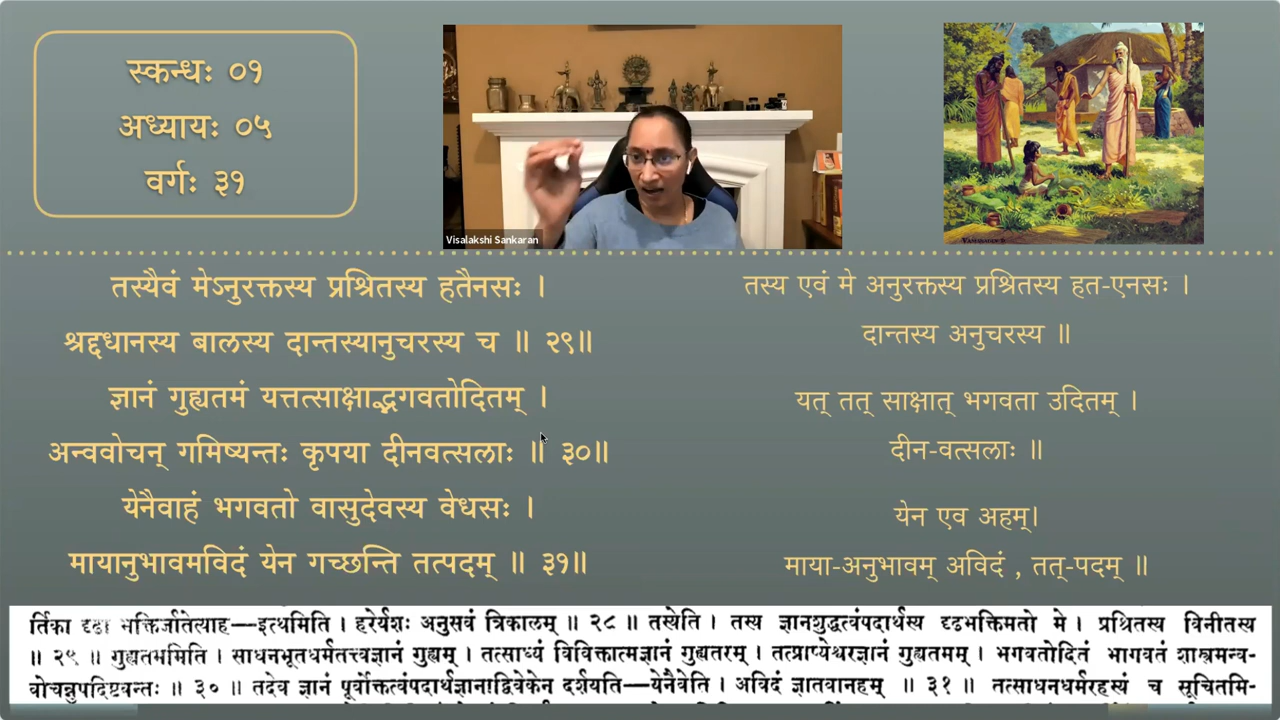 स्कन्धः ०१
अध्यायः ०५
वर्गः ३१
Visalakshi Sankaran
तस्यैवं मेऽनुरक्तस्य प्रश्रितस्य हतैनसः ।
श्रद्दधानस्य बालस्य दान्तस्यानुचरस्य च ॥ २९॥
ज्ञानं गुह्यतमं यत्तत्साक्षाद्भगवतोदितम् ।
अन्ववोचन् गमिष्यन्तः कृपया दीनवत्सलाः ॥ ३०॥
येनैवाहं भगवतो वासुदेवस्य वेधसः ।
मायानुभावमविदं येन गच्छन्ति तत्पदम् ॥ ३१॥
तस्य एवं मे अनुरक्तस्य प्रश्रितस्य हत-एनसः ।
दान्तस्य अनुचरस्य ॥
यत् तत् साक्षात् भगवता उदितम् ।
दीन-वत्सलाः ॥
येन एव अहम्।
माया-अनुभावम् अविदं , तत्-पदम् ॥
र्तिका दृढा भक्तिर्जातेत्याह—इत्थमिति । हरेर्यशः अनुसवं त्रिकालम् ॥ २८ ॥ तस्येति । तस्य ज्ञानशुद्धत्वंपदार्थस्य दृढभक्तिमतो मे । प्रश्रितस्य विनीतस्य
॥ २९ ॥ गुह्यतममिति । साधनभूतधर्मतत्त्वज्ञानं गुह्यम् । तत्साध्यं विविक्तात्मज्ञानं गुह्यतरम् । तत्प्राप्येश्वरज्ञानं गुह्यतमम् । भगवतोदितं भागवतं शास्त्रमन्व-
वोचन्नुपदिष्टवन्तः ॥ ३० ॥ तदेव ज्ञानं पूर्वोक्तत्वंपदार्थज्ञानाद्विवेकेन दर्शयति—येनैवेति । अविदं ज्ञातवानहम् ॥ ३१ ॥ तत्साधनधर्मरहस्यं च सूचितमि-